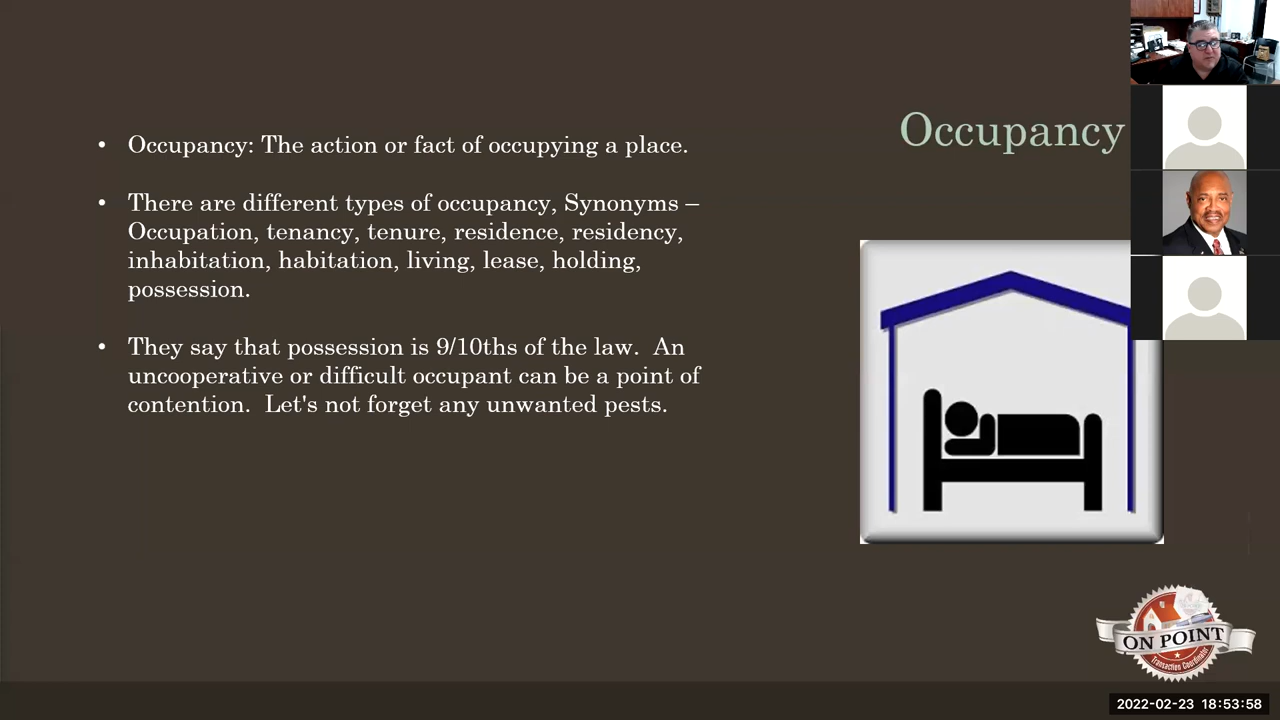 Occupancy
• Occupancy: The action or fact of occupying a place.
• There are different types of occupancy, Synonyms –
Occupation, tenancy, tenure, residence, residency,
inhabitation, habitation, living, lease, holding,
possession.
• They say that possession is 9/10ths of the law.  An
uncooperative or difficult occupant can be a point of
contention.  Let's not forget any unwanted pests.
ON POINT
Transaction Coordinator
2022-02-23 18:53:58